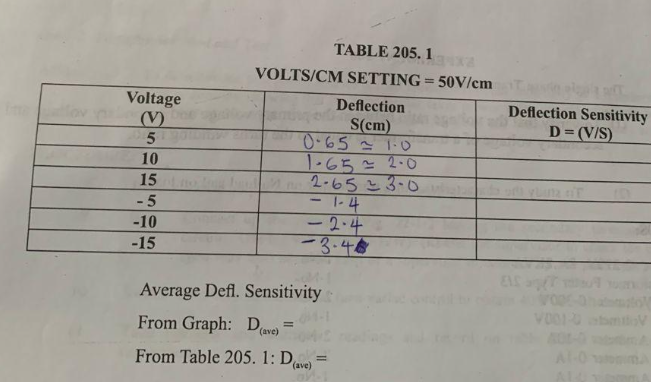 TABLE 205. 1
VOLTS/CM SETTING = 50V/cm
Voltage (V) Deflection S(cm) Deflection Sensitivity D = (V/S)
5 0.65 ≃ 1.0
10 1.65 ≃ 2.0
15 2.65 ≃ 3.0
- 5 - 1.4
-10 - 2.4
-15 - 3.4
Average Defl. Sensitivity
From Graph: D(ave) =
From Table 205. 1: D(ave) =